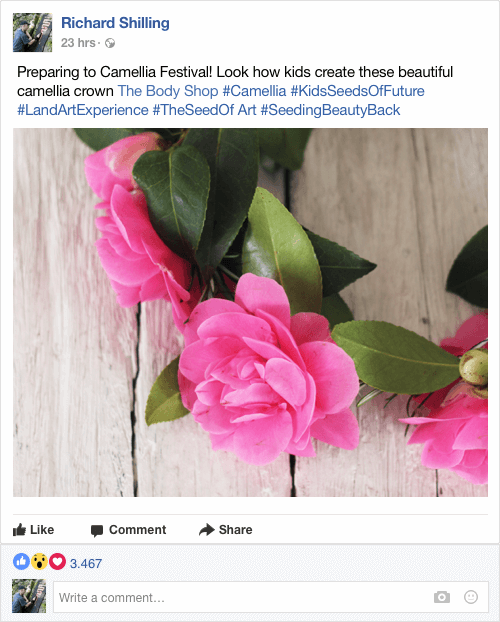 Richard Shilling
23 hrs ·
Preparing to Camellia Festival! Look how kids create these beautiful
camellia crown The Body Shop #Camellia #KidsSeedsOfFuture
#LandArtExperience #TheSeedOf Art #SeedingBeautyBack
Like Comment Share
3.467
Write a comment…